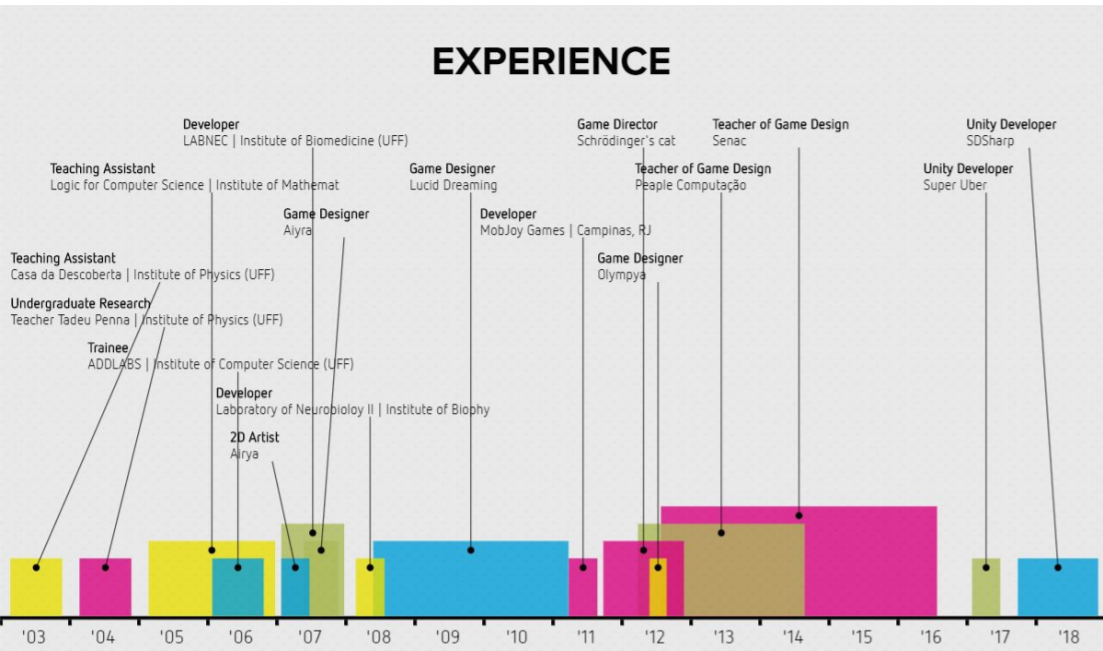 EXPERIENCE
Developer
LABNEC | Institute of Biomedicine (UFF)
Game Director
Schrödinger's cat
Teacher of Game Design
Senac
Unity Developer
SDSharp
Teaching Assistant
Logic for Computer Science | Institute of Mathemat
Game Designer
Lucid Dreaming
Teacher of Game Design
Peaple Computação
Unity Developer
Super Uber
Game Designer
Aiyra
Developer
MobJoy Games | Campinas, RJ
Teaching Assistant
Casa da Descoberta | Institute of Physics (UFF)
Game Designer
Olympya
Undergraduate Research
Teacher Tadeu Penna | Institute of Physics (UFF)
Trainee
ADDLABS | Institute of Computer Science (UFF)
Developer
Laboratory of Neurobioloy II | Institute of Biophy
2D Artist
Airya
'03 '04 '05 '06 '07 '08 '09 '10 '11 '12 '13 '14 '15 '16 '17 '18